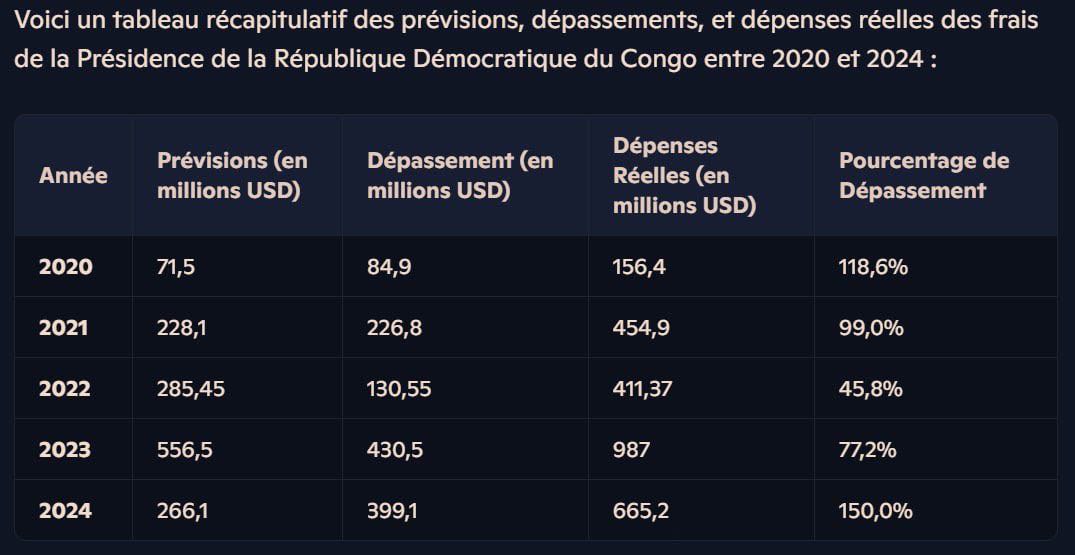 Voici un tableau récapitulatif des prévisions, dépassements, et dépenses réelles des frais
de la Présidence de la République Démocratique du Congo entre 2020 et 2024 :
Année
Prévisions (en
millions USD)
Dépassement (en
millions USD)
Dépenses
Réelles (en
millions USD)
Pourcentage de
Dépassement
2020 71,5 84,9 156,4 118,6%
2021 228,1 226,8 454,9 99,0%
2022 285,45 130,55 411,37 45,8%
2023 556,5 430,5 987 77,2%
2024 266,1 399,1 665,2 150,0%